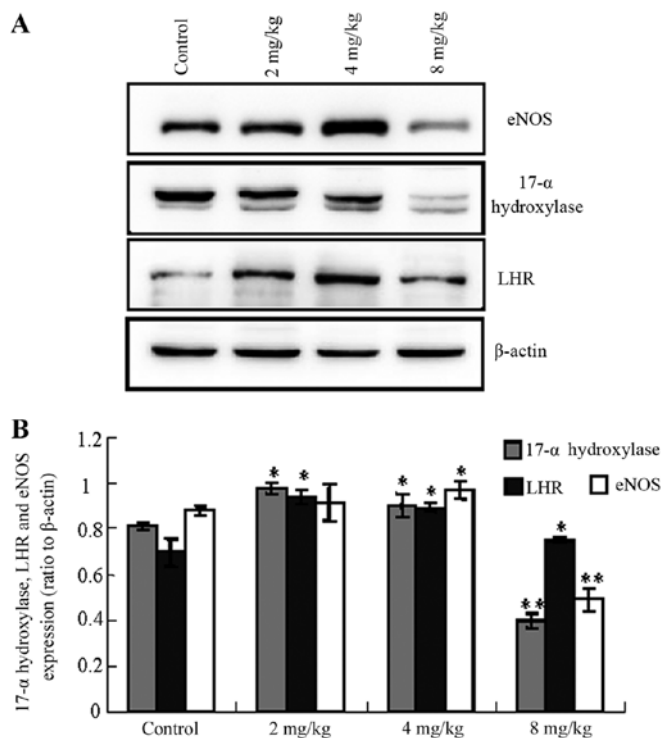 A
Control
2 mg/kg
4 mg/kg
8 mg/kg
eNOS
17-α
hydroxylase
LHR
β-actin
B
17-α hydroxylase, LHR and eNOS
expression (ratio to β-actin)
1.2
1
0.8
0.6
0.4
0.2
0
* *
* * *
** * **
17-α hydroxylase
LHR
eNOS
Control
2 mg/kg
4 mg/kg
8 mg/kg